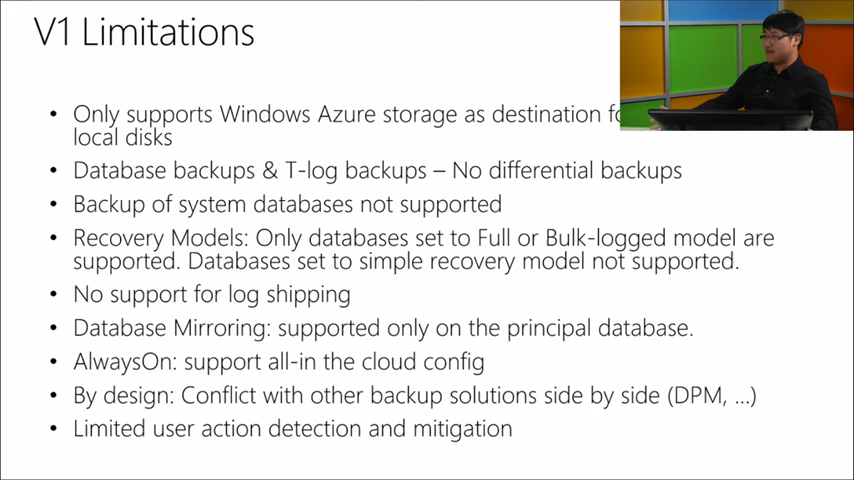 V1 Limitations
• Only supports Windows Azure storage as destination
local disks
• Database backups & T-log backups – No differential backups
• Backup of system databases not supported
• Recovery Models: Only databases set to Full or Bulk-logged model are
supported. Databases set to simple recovery model not supported.
• No support for log shipping
• Database Mirroring: supported only on the principal database.
• AlwaysOn: support all-in the cloud config
• By design: Conflict with other backup solutions side by side (DPM, ...)
• Limited user action detection and mitigation